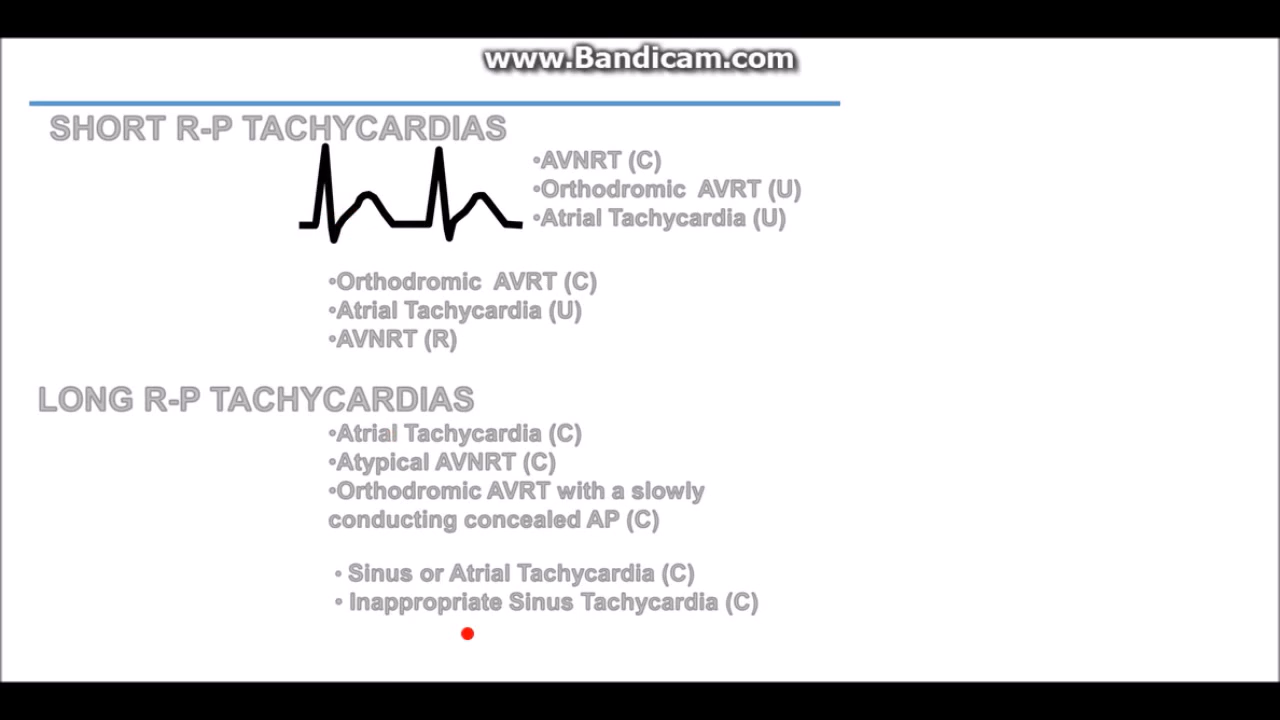 www.Bandicam.com
SHORT R-P TACHYCARDIAS
•AVNRT (C)
•Orthodromic  AVRT (U)
•Atrial Tachycardia (U)
•Orthodromic  AVRT (C)
•Atrial Tachycardia (U)
•AVNRT (R)
LONG R-P TACHYCARDIAS
•Atrial Tachycardia (C)
•Atypical AVNRT (C)
•Orthodromic AVRT with a slowly
conducting concealed AP (C)
• Sinus or Atrial Tachycardia (C)
• Inappropriate Sinus Tachycardia (C)